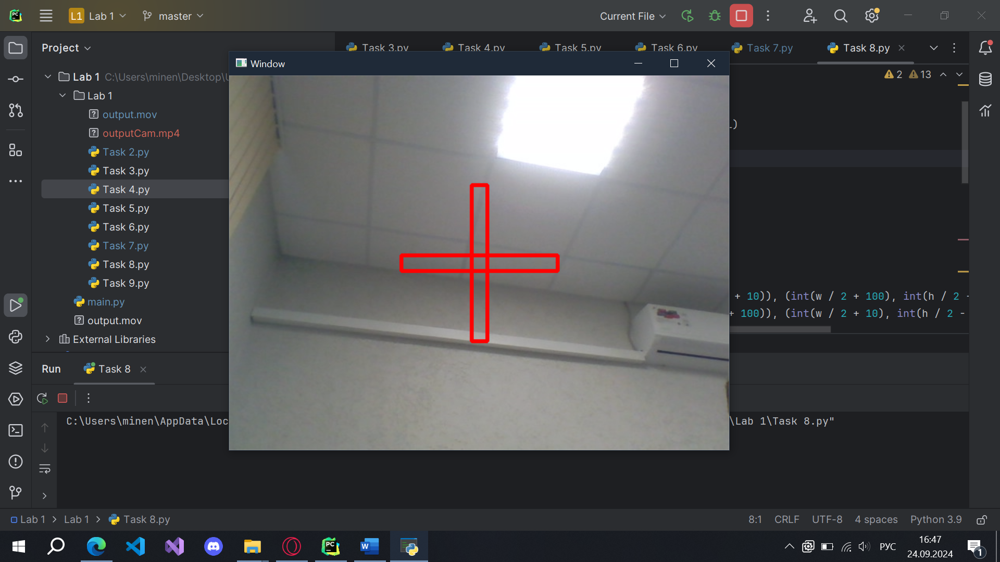 L1 Lab 1 master Current File
Project
Task 3.py Task 4.py Task 5.py Task 6.py Task 7.py Task 8.py
Window
2 13
Lab 1 C:\Users\minen\Desktop\
Lab 1
output.mov
outputCam.mp4
Task 2.py
Task 3.py
Task 4.py
Task 5.py
Task 6.py
Task 7.py
Task 8.py
Task 9.py
main.py
output.mov
External Libraries
+ 10)), (int(w / 2 + 100), int(h / 2 -
+ 100)), (int(w / 2 + 10), int(h / 2 -
Run Task 8
C:\Users\minen\AppData\Loc \Lab 1\Task 8.py"
Lab 1 > Lab 1 > Task 8.py
8:1 CRLF UTF-8 4 spaces Python 3.9
РУС
16:47
24.09.2024
1